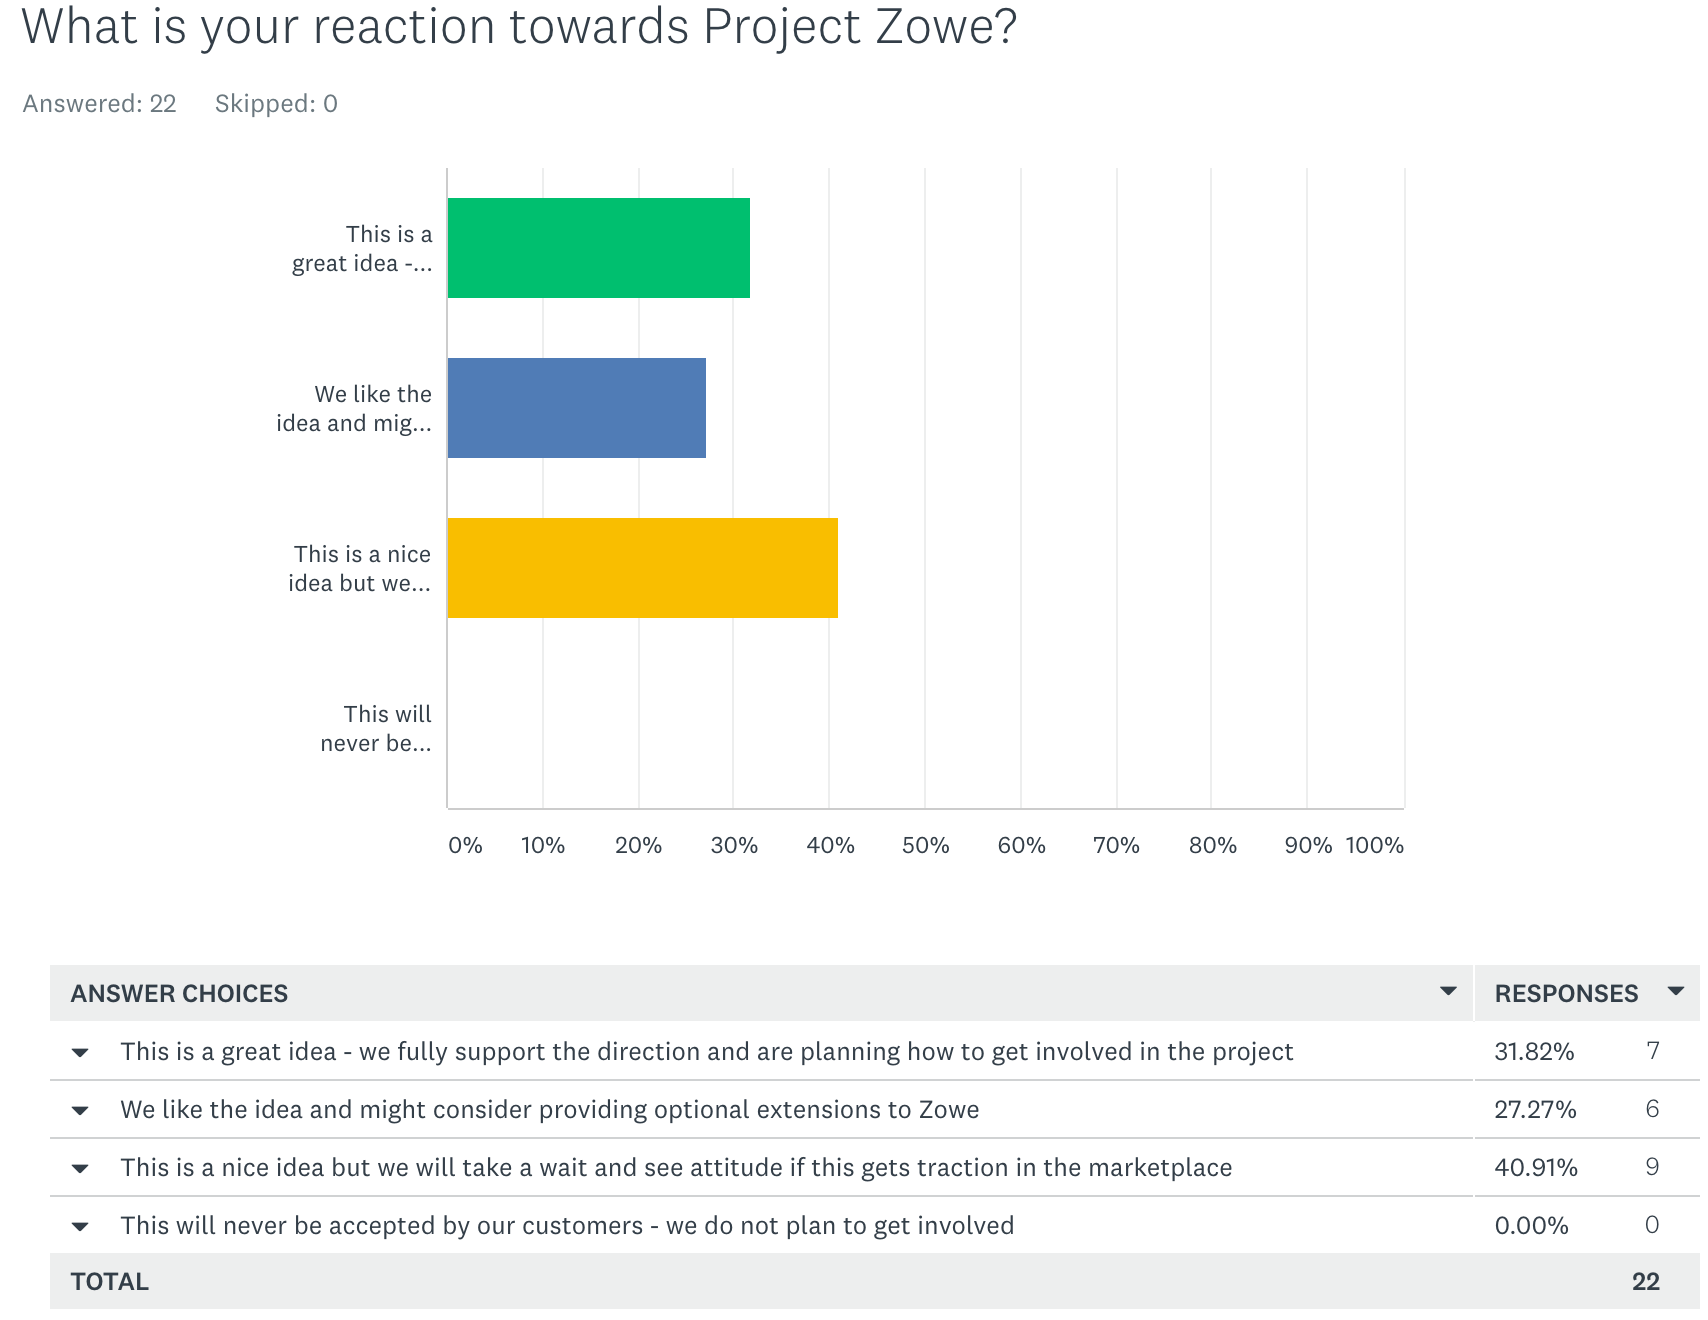 What is your reaction towards Project Zowe?
Answered: 22 Skipped: 0
This is a
great idea -...
We like the
idea and mig...
This is a nice
idea but we...
This will
never be...
0% 10% 20% 30% 40% 50% 60% 70% 80% 90% 100%
ANSWER CHOICES RESPONSES
This is a great idea - we fully support the direction and are planning how to get involved in the project 31.82% 7
We like the idea and might consider providing optional extensions to Zowe 27.27% 6
This is a nice idea but we will take a wait and see attitude if this gets traction in the marketplace 40.91% 9
This will never be accepted by our customers - we do not plan to get involved 0.00% 0
TOTAL 22